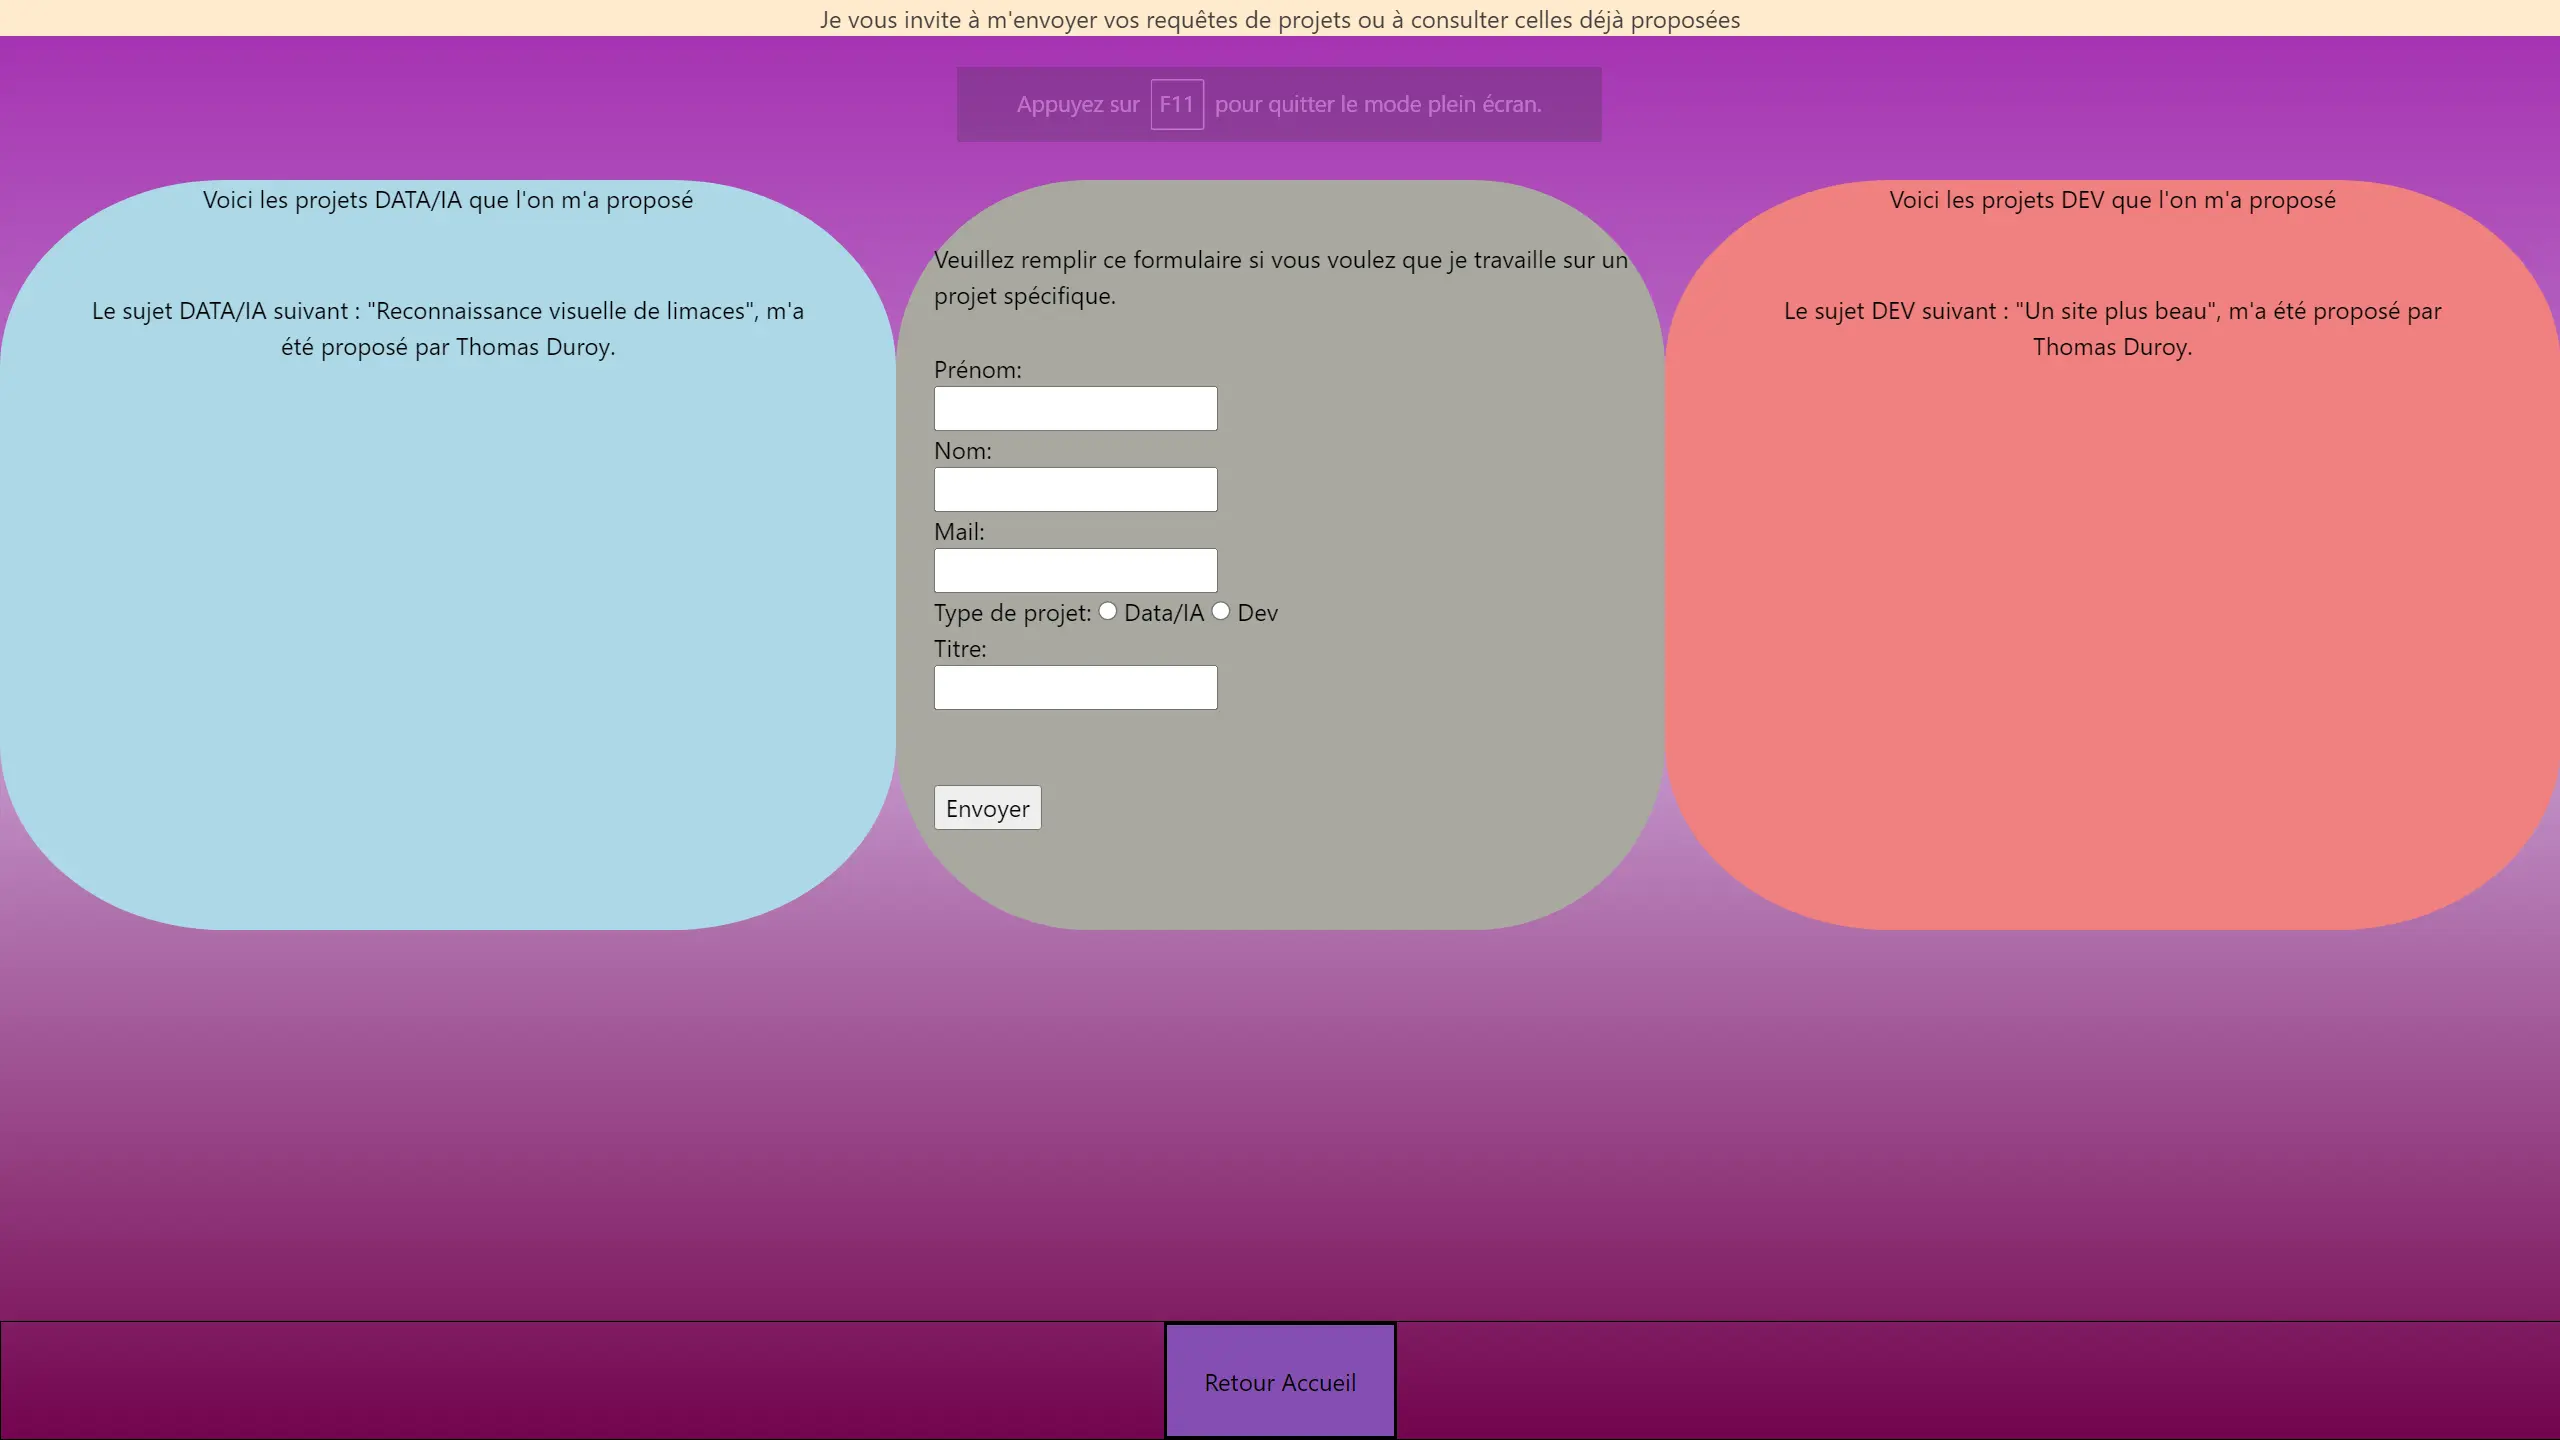 Je vous invite à m'envoyer vos requêtes de projets ou à consulter celles déjà proposées
Appuyez sur F11 pour quitter le mode plein écran.
Voici les projets DATA/IA que l'on m'a proposé
Le sujet DATA/IA suivant : "Reconnaissance visuelle de limaces", m'a
été proposé par Thomas Duroy.
Veuillez remplir ce formulaire si vous voulez que je travaille sur un
projet spécifique.
Prénom:
Nom:
Mail:
Type de projet: Data/IA Dev
Titre:
Envoyer
Voici les projets DEV que l'on m'a proposé
Le sujet DEV suivant : "Un site plus beau", m'a été proposé par
Thomas Duroy.
Retour Accueil